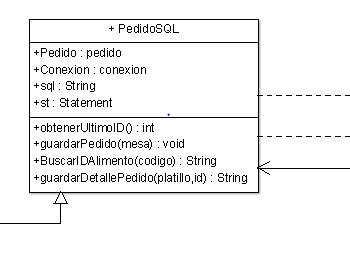 + PedidoSQL
+Pedido : pedido
+Conexion : conexion
+sql : String
+st : Statement
+obtenerUltimoID() : int
+guardarPedido(mesa) : void
+BuscarIDAlimento(codigo) : String
+guardarDetallePedido(platillo,id) : String